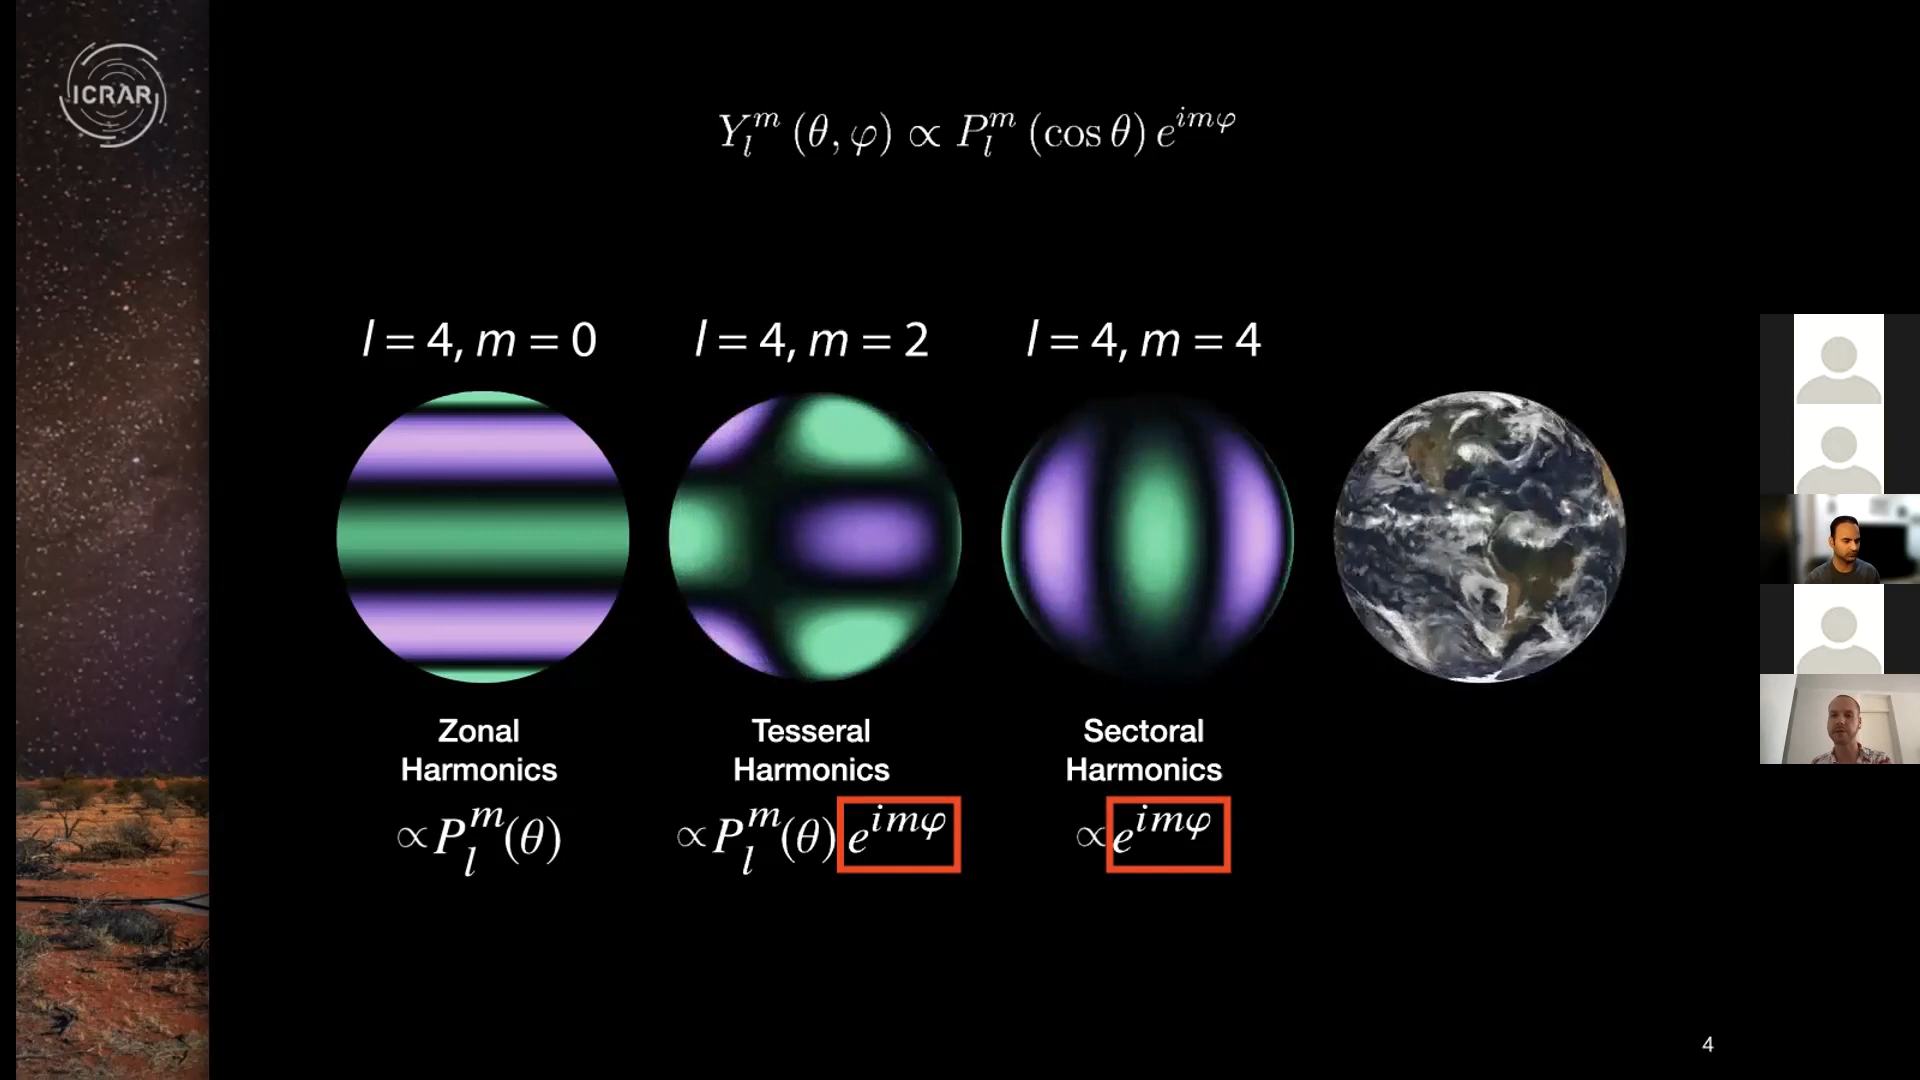 ICRAR
Y_l^m (θ, φ) ∝ P_l^m (cos θ) e^{imφ}
l = 4, m = 0
l = 4, m = 2
l = 4, m = 4
Zonal
Harmonics
∝P_l^m(θ)
Tesseral
Harmonics
∝P_l^m(θ) e^{imφ}
Sectoral
Harmonics
∝e^{imφ}
4